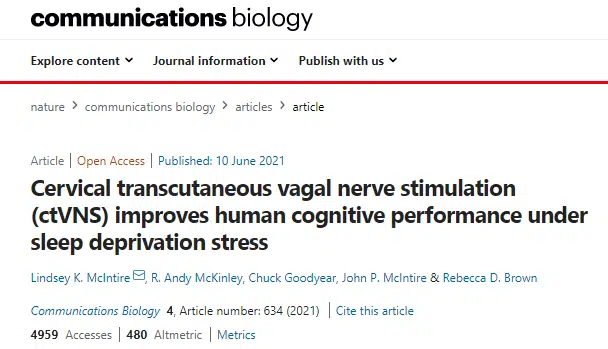 communications biology
Explore content Journal information Publish with us
nature > communications biology > articles > article
Article | Open Access | Published: 10 June 2021
Cervical transcutaneous vagal nerve stimulation
(ctVNS) improves human cognitive performance under
sleep deprivation stress
Lindsey K. McIntire, R. Andy McKinley, Chuck Goodyear, John P. McIntire & Rebecca D. Brown
Communications Biology 4, Article number: 634 (2021) | Cite this article
4959 Accesses | 480 Altmetric | Metrics